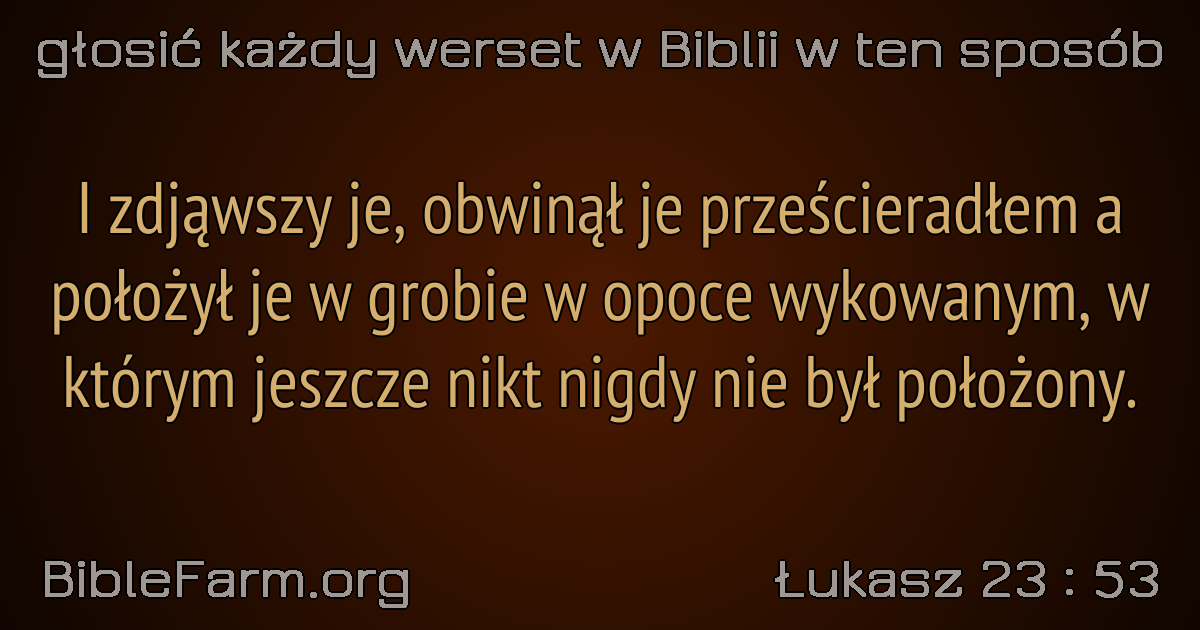 głosić każdy werset w Biblii w ten sposób
I zdjąwszy je, obwinął je prześcieradłem a
położył je w grobie w opoce wykowanym, w
którym jeszcze nikt nigdy nie był położony.
BibleFarm.org
Łukasz 23 : 53